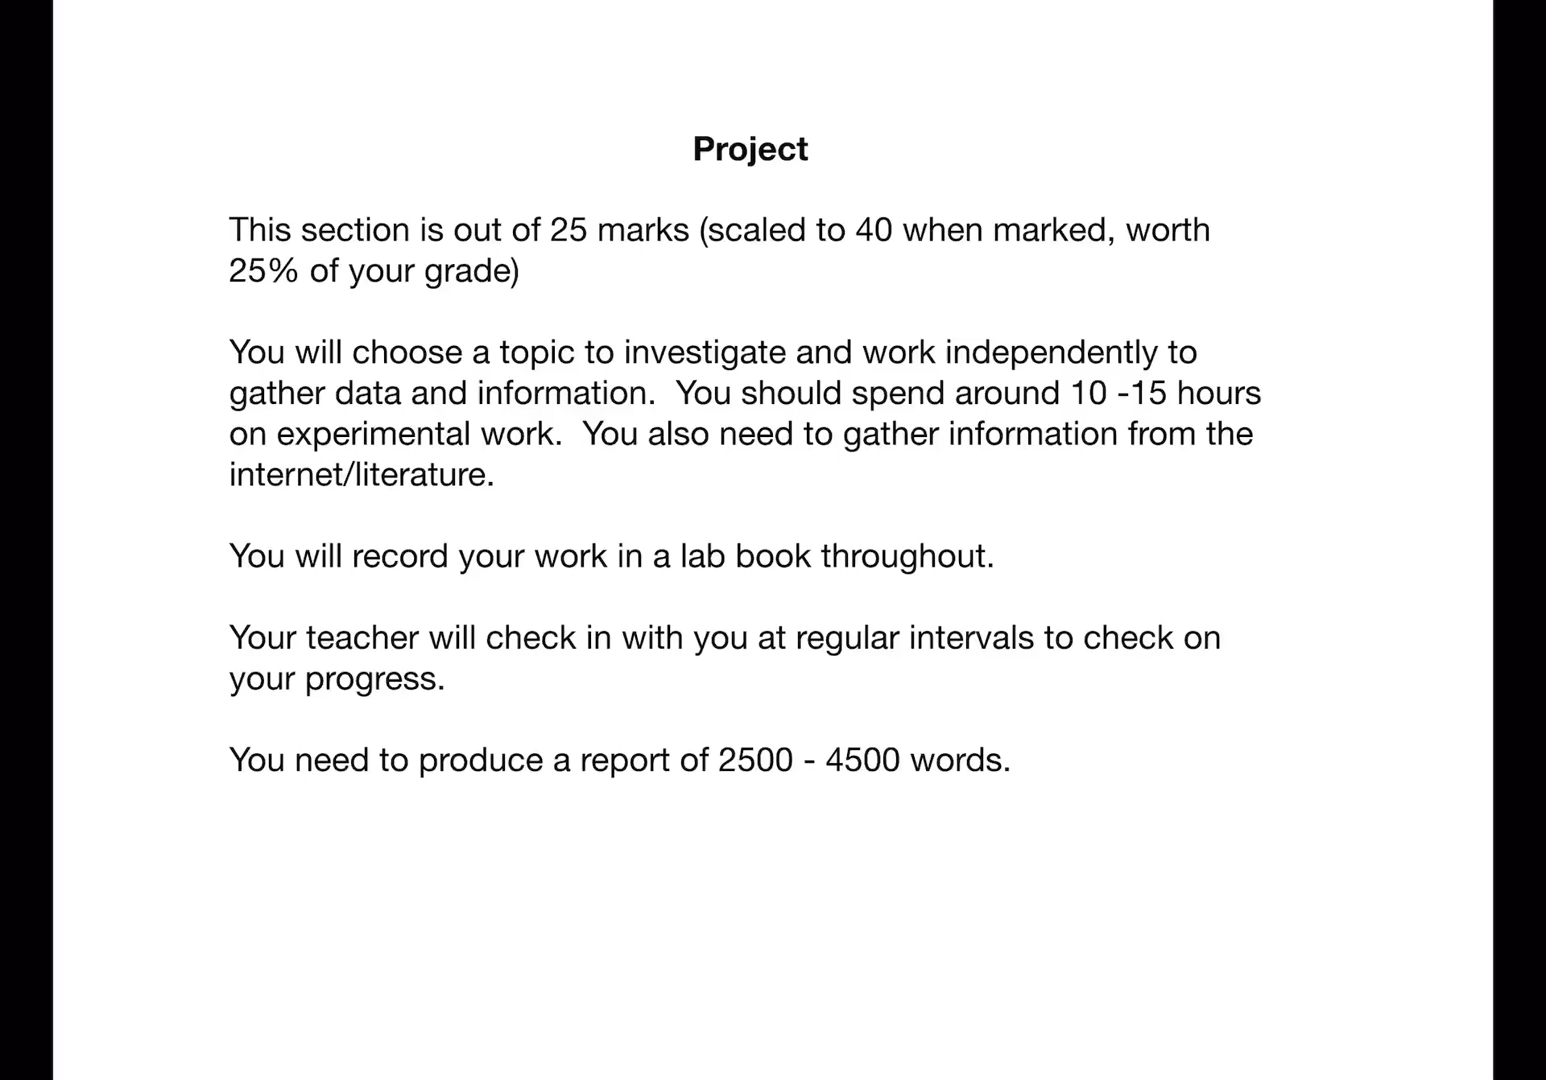 Project
This section is out of 25 marks (scaled to 40 when marked, worth
25% of your grade)
You will choose a topic to investigate and work independently to
gather data and information.  You should spend around 10 -15 hours
on experimental work.  You also need to gather information from the
internet/literature.
You will record your work in a lab book throughout.
Your teacher will check in with you at regular intervals to check on
your progress.
You need to produce a report of 2500 - 4500 words.